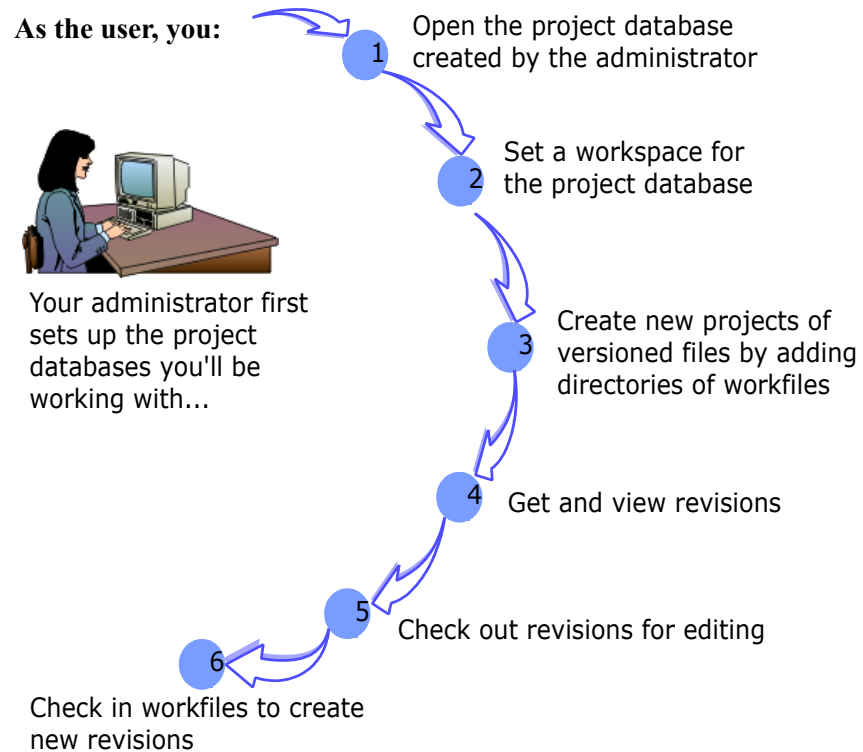 As the user, you:
Your administrator first
sets up the project
databases you'll be
working with...
1
Open the project database
created by the administrator
2
Set a workspace for
the project database
3
Create new projects of
versioned files by adding
directories of workfiles
4
Get and view revisions
5
Check out revisions for editing
6
Check in workfiles to create
new revisions